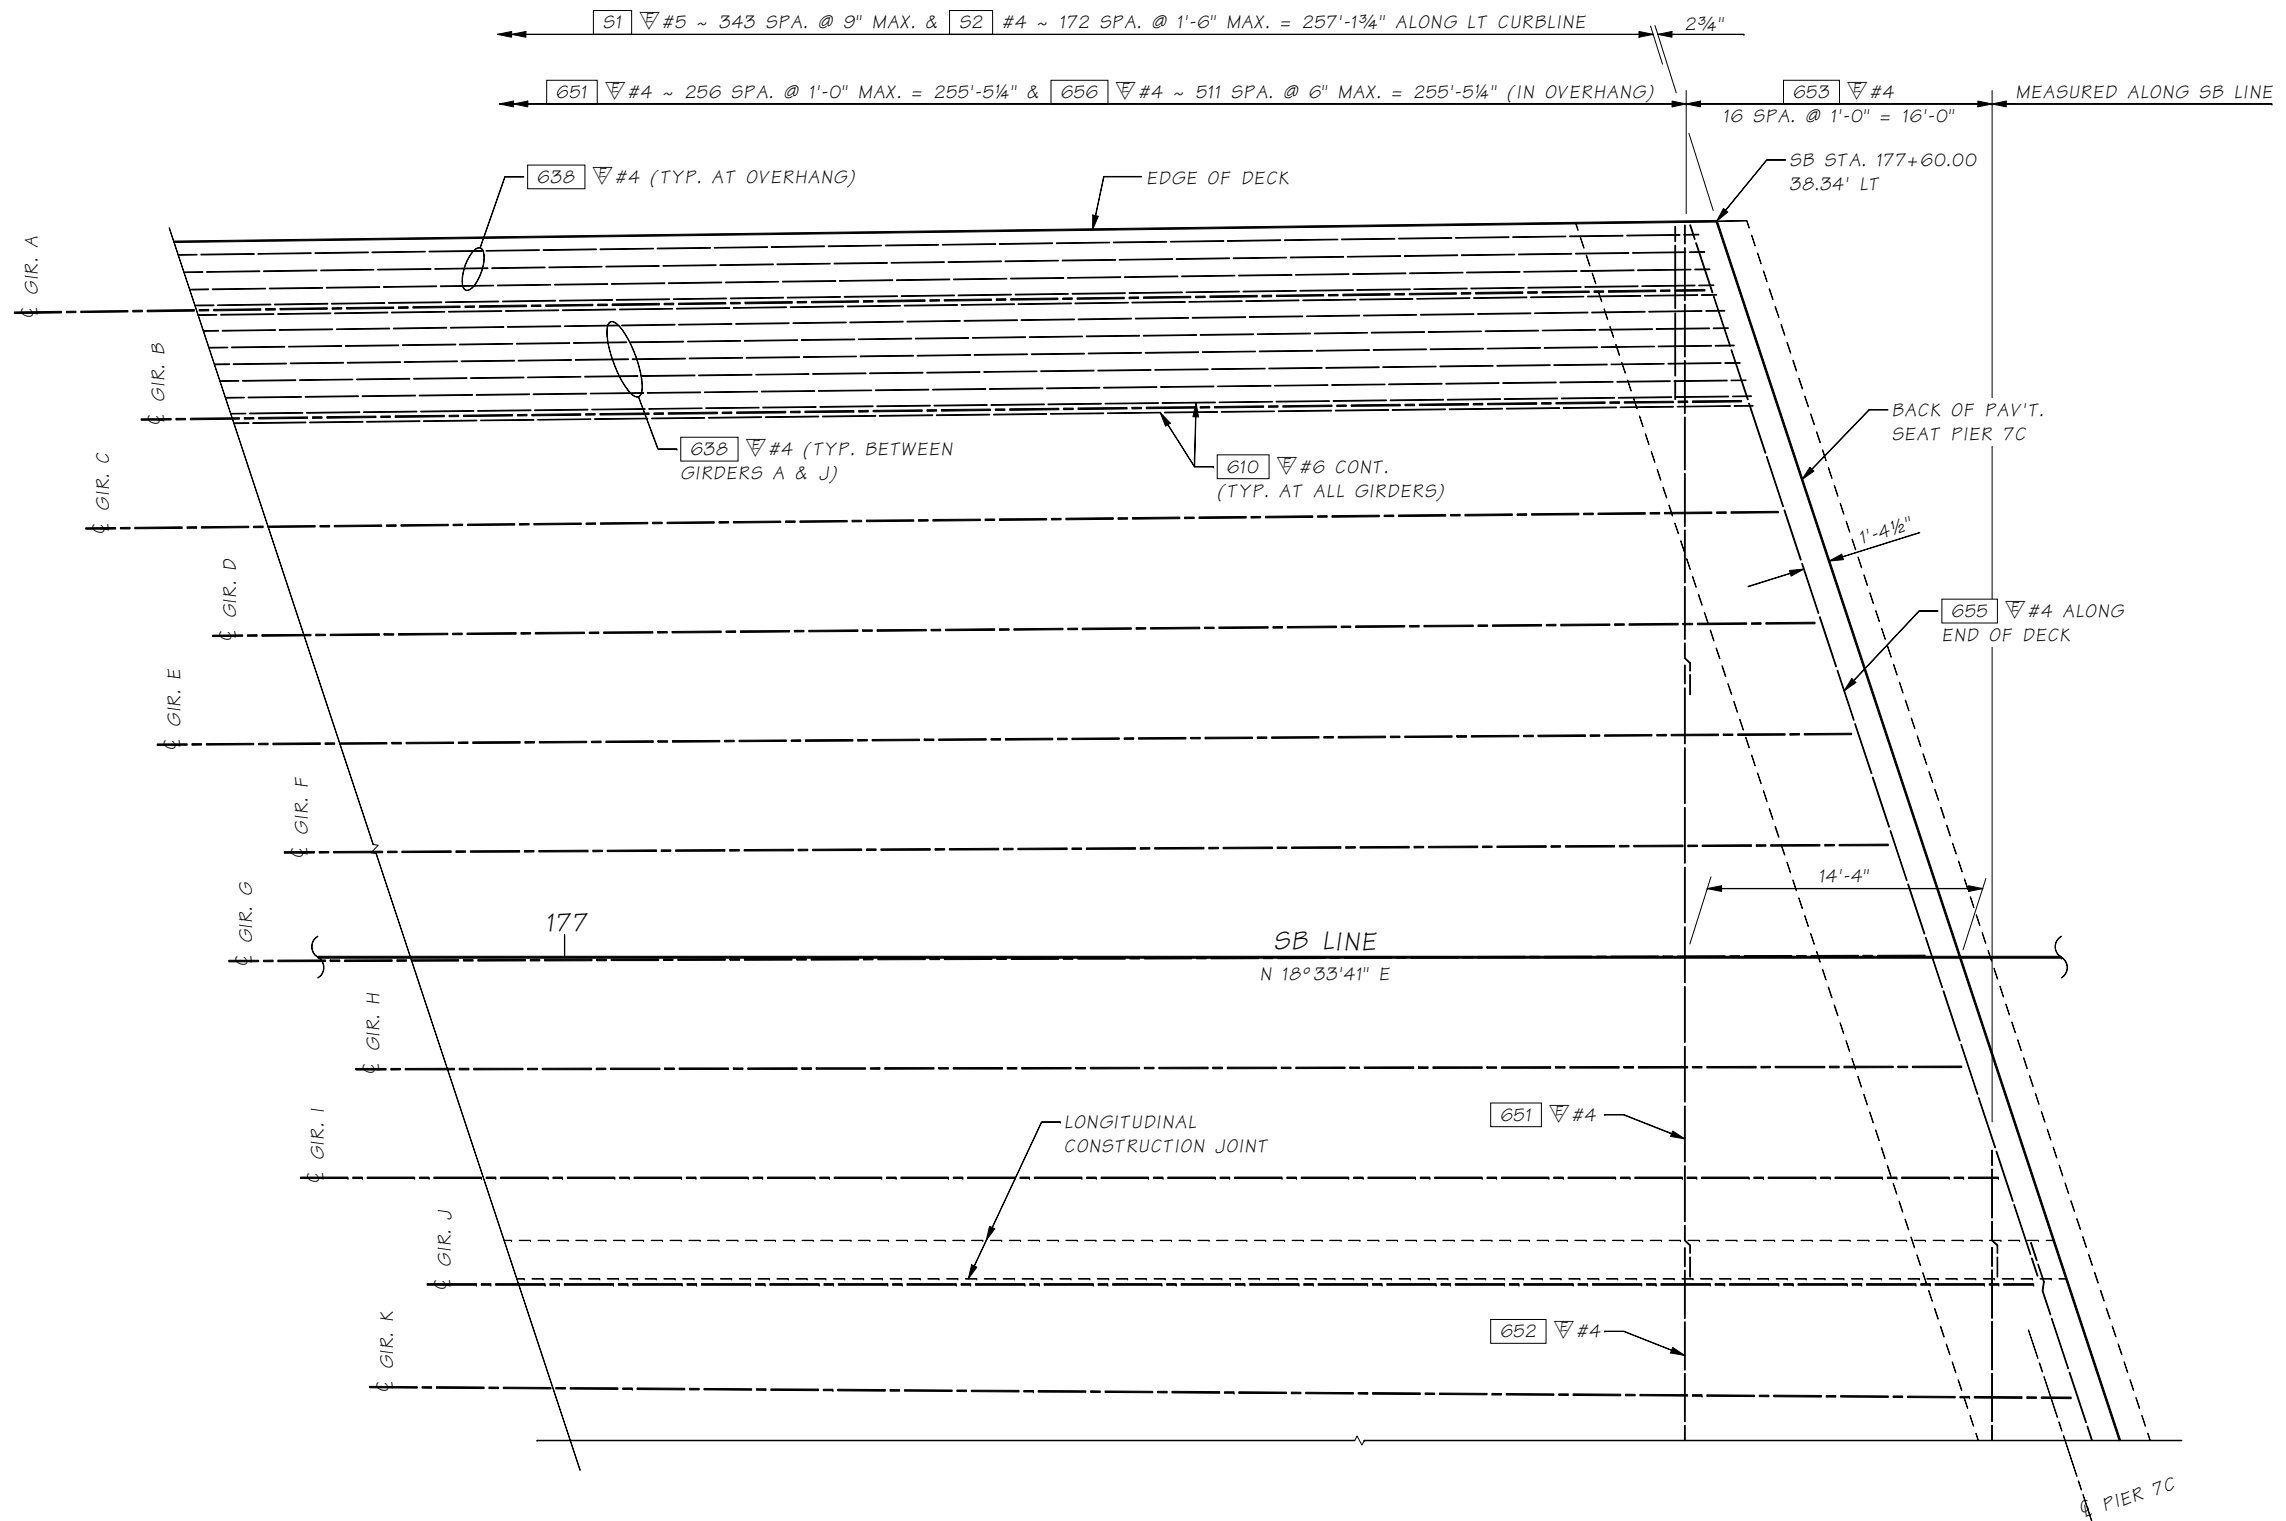 S1 E #5 ~ 343 SPA. @ 9" MAX. & S2 #4 ~ 172 SPA. @ 1'-6" MAX. = 257'-1¾" ALONG LT CURBLINE
2¾"
651 E #4 ~ 256 SPA. @ 1'-0" MAX. = 255'-5¼" & 656 E #4 ~ 511 SPA. @ 6" MAX. = 255'-5¼" (IN OVERHANG)
653 E #4
16 SPA. @ 1'-0" = 16'-0"
MEASURED ALONG SB LINE
638 E #4 (TYP. AT OVERHANG)
EDGE OF DECK
SB STA. 177+60.00
38.34' LT
℄ GIR. A
℄ GIR. B
℄ GIR. C
℄ GIR. D
℄ GIR. E
℄ GIR. F
℄ GIR. G
℄ GIR. H
℄ GIR. I
℄ GIR. J
℄ GIR. K
638 E #4 (TYP. BETWEEN
GIRDERS A & J)
610 E #6 CONT.
(TYP. AT ALL GIRDERS)
BACK OF PAV'T.
SEAT PIER 7C
1'-4½"
655 E #4 ALONG
END OF DECK
14'-4"
177
SB LINE
N 18°33'41" E
LONGITUDINAL
CONSTRUCTION JOINT
651 E #4
652 E #4
℄ PIER 7C